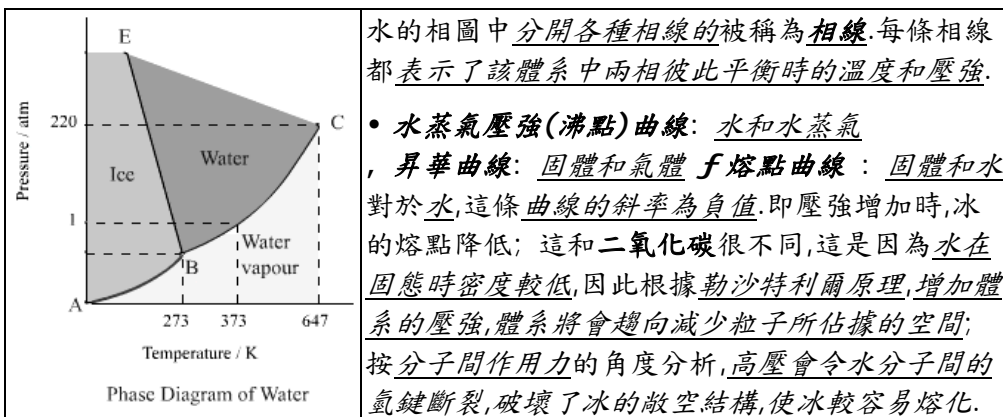 E
220
C
Water
Ice
Pressure / atm
1
Water
vapour
B
A
273 373 647
Temperature / K
Phase Diagram of Water
水的相圖中分開各種相線的被稱為相線.每條相線
都表示了該體系中兩相彼此平衡時的溫度和壓強.
• 水蒸氣壓強(沸點)曲線: 水和水蒸氣
‚ 昇華曲線: 固體和氣體 ƒ 熔點曲線 : 固體和水
對於水,這條曲線的斜率為負值.即壓強增加時,冰
的熔點降低; 這和二氧化碳很不同,這是因為水在
固態時密度較低,因此根據勒沙特利爾原理,增加體
系的壓強,體系將會趨向減少粒子所佔據的空間;
按分子間作用力的角度分析,高壓會令水分子間的
氫鍵斷裂,破壞了冰的敞空結構,使冰較容易熔化.